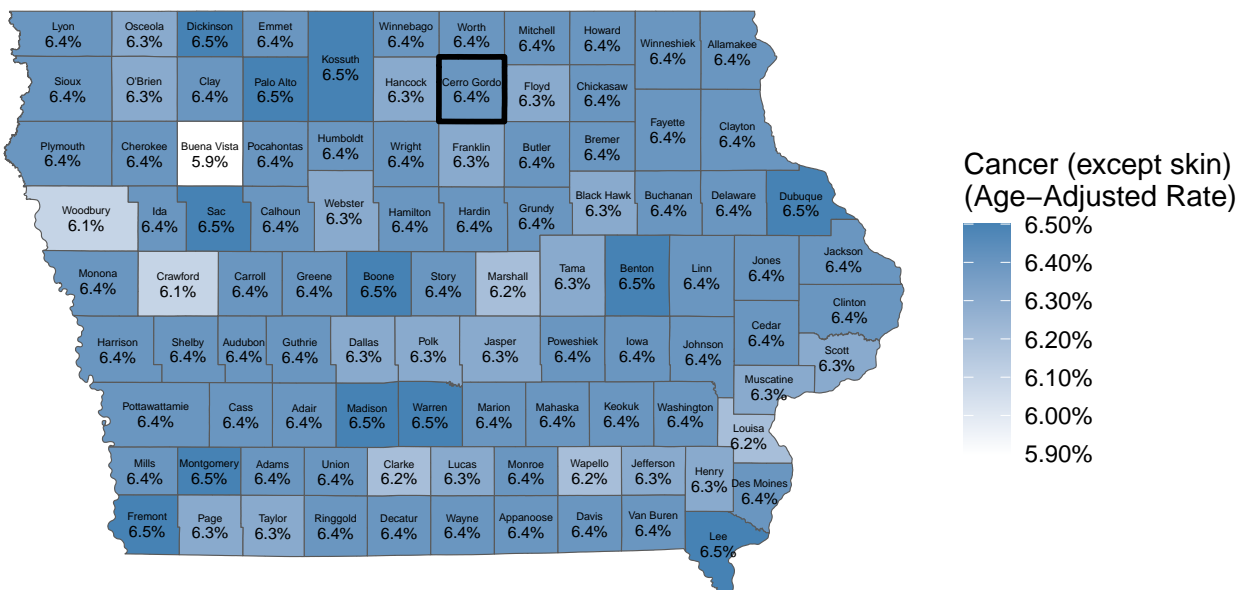 Lyon
6.4%
Osceola
6.3%
Dickinson
6.5%
Emmet
6.4%
Kossuth
6.5%
Winnebago
6.4%
Worth
6.4%
Mitchell
6.4%
Howard
6.4%
Winneshiek
6.4%
Allamakee
6.4%
Sioux
6.4%
O'Brien
6.3%
Clay
6.4%
Palo Alto
6.5%
Hancock
6.3%
Cerro Gordo
6.4%
Floyd
6.3%
Chickasaw
6.4%
Fayette
6.4%
Clayton
6.4%
Plymouth
6.4%
Cherokee
6.4%
Buena Vista
5.9%
Pocahontas
6.4%
Humboldt
6.4%
Wright
6.4%
Franklin
6.3%
Butler
6.4%
Bremer
6.4%
Woodbury
6.1%
Ida
6.4%
Sac
6.5%
Calhoun
6.4%
Webster
6.3%
Hamilton
6.4%
Hardin
6.4%
Grundy
6.4%
Black Hawk
6.3%
Buchanan
6.4%
Delaware
6.4%
Dubuque
6.5%
Monona
6.4%
Crawford
6.1%
Carroll
6.4%
Greene
6.4%
Boone
6.5%
Story
6.4%
Marshall
6.2%
Tama
6.3%
Benton
6.5%
Linn
6.4%
Jones
6.4%
Jackson
6.4%
Clinton
6.4%
Harrison
6.4%
Shelby
6.4%
Audubon
6.4%
Guthrie
6.4%
Dallas
6.3%
Polk
6.3%
Jasper
6.3%
Poweshiek
6.4%
Iowa
6.4%
Johnson
6.4%
Cedar
6.4%
Scott
6.3%
Muscatine
6.3%
Pottawattamie
6.4%
Cass
6.4%
Adair
6.4%
Madison
6.5%
Warren
6.5%
Marion
6.4%
Mahaska
6.4%
Keokuk
6.4%
Washington
6.4%
Louisa
6.2%
Mills
6.4%
Montgomery
6.5%
Adams
6.4%
Union
6.4%
Clarke
6.2%
Lucas
6.3%
Monroe
6.4%
Wapello
6.2%
Jefferson
6.3%
Henry
6.3%
Des Moines
6.4%
Fremont
6.5%
Page
6.3%
Taylor
6.3%
Ringgold
6.4%
Decatur
6.4%
Wayne
6.4%
Appanoose
6.4%
Davis
6.4%
Van Buren
6.4%
Lee
6.5%
Cancer (except skin)
(Age−Adjusted Rate)
6.50%
6.40%
6.30%
6.20%
6.10%
6.00%
5.90%